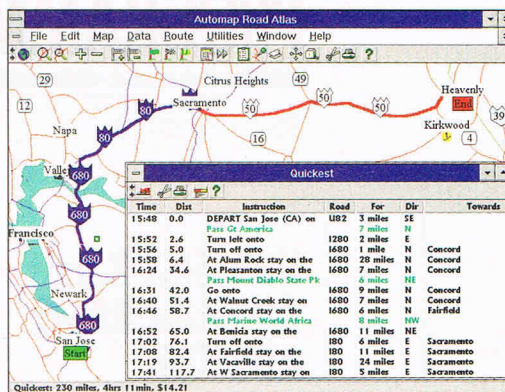 Automap Road Atlas
File Edit Map Data Route Utilities Window Help
29
Citrus Heights
49
12
Sacramento
50
50
50
Heavenly
End
80
39
Napa
80
Kirkwood
16
4
Valle
680
Quickest
Time Dist Instruction Road For Dir Towards
15:48 0.0 DEPART San Jose (CA) on U82 3 miles SE
Pass Gt America 7 miles N
15:52 2.6 Turn left onto I280 2 miles E
15:56 5.0 Turn off onto I680 1 mile N Concord
15:58 6.4 At Alum Rock stay on the I680 28 miles N Concord
16:24 34.6 At Pleasanton stay on the I680 7 miles N Concord
Pass Mount Diablo State Pk 6 miles NE
16:31 42.0 Go onto I680 9 miles N Concord
16:40 51.4 At Walnut Creek stay on I680 7 miles N Concord
16:46 58.7 At Concord stay on the I680 6 miles N Fairfield
Pass Marine World Africa 8 miles NW
16:52 65.0 At Benicia stay on the I680 11 miles NE
17:02 76.1 Turn off onto I80 6 miles E Sacramento
17:08 82.4 At Fairfield stay on the I80 11 miles E Sacramento
17:19 93.7 At Vacaville stay on the I80 24 miles E Sacramento
17:41 117.7 At W Sacramento stay on I80 5 miles E Sacramento
Francisco
680
Newark
680
San Jose
Start
Quickest: 230 miles, 4hrs 11min, $14.21